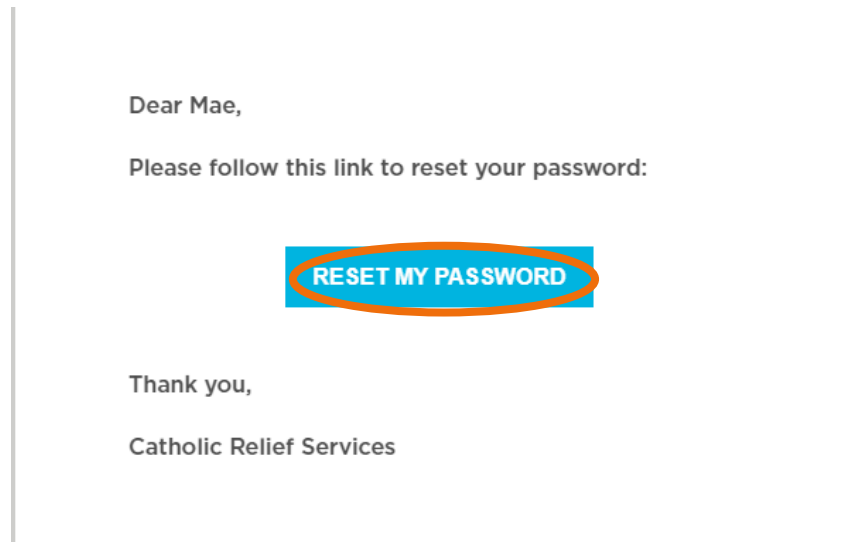 Dear Mae,
Please follow this link to reset your password:
RESET MY PASSWORD
Thank you,
Catholic Relief Services